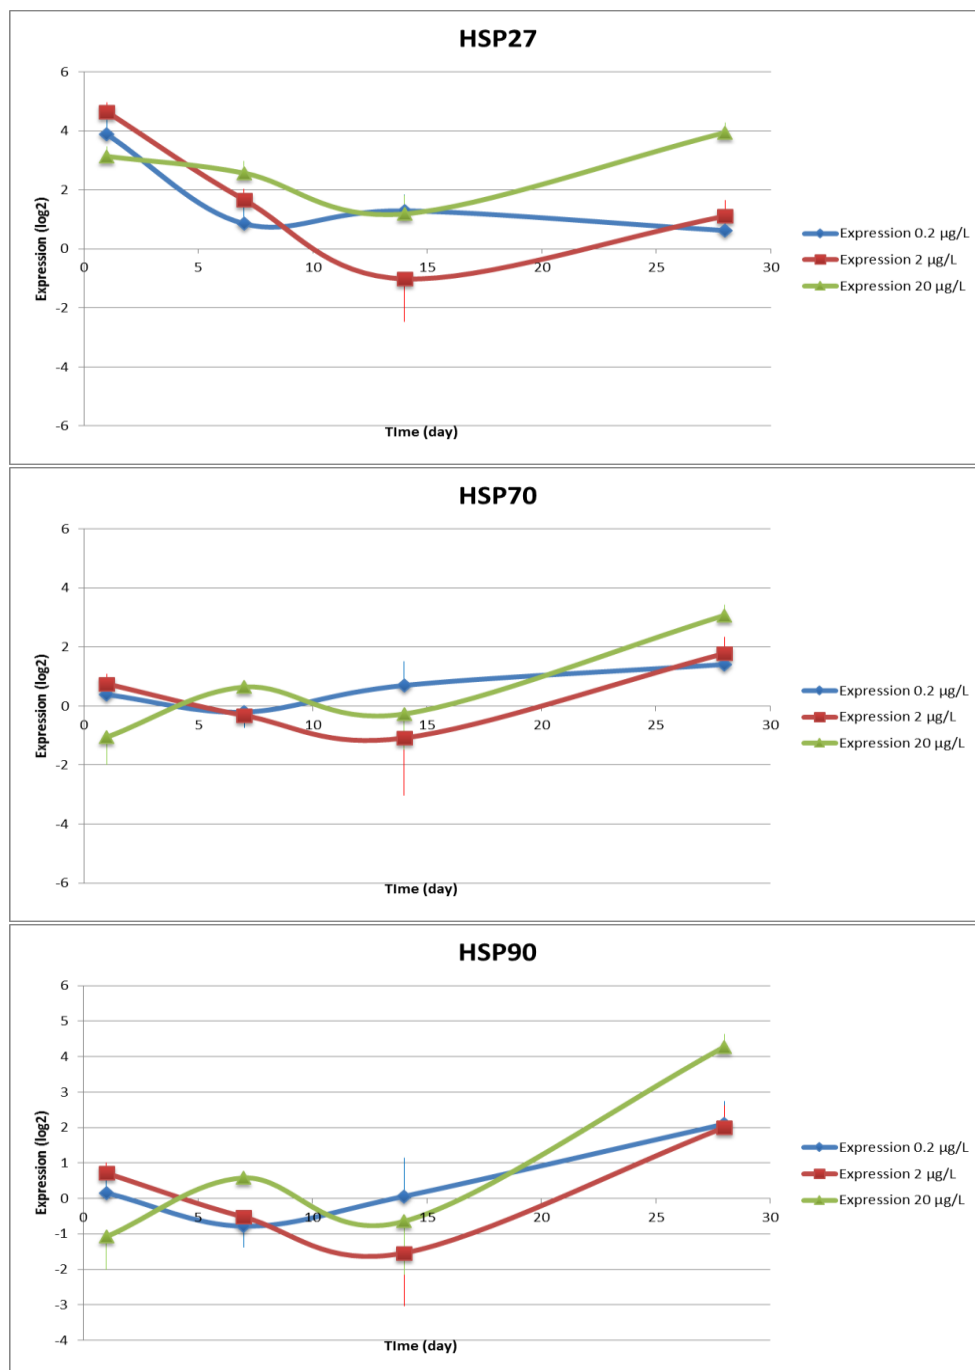 HSP27
6
4
2
0
-2
-4
-6
0 5 10 15 20 25 30
Expression (log2)
TIme (day)
Expression 0.2 µg/L
Expression 2 µg/L
Expression 20 µg/L
HSP70
6
4
2
0
-2
-4
-6
0 5 10 15 20 25 30
Expression (log2)
TIme (day)
Expression 0.2 µg/L
Expression 2 µg/L
Expression 20 µg/L
HSP90
6
5
4
3
2
1
0
-1
-2
-3
-4
0 5 10 15 20 25 30
Expression (log2)
TIme (day)
Expression 0.2 µg/L
Expression 2 µg/L
Expression 20 µg/L